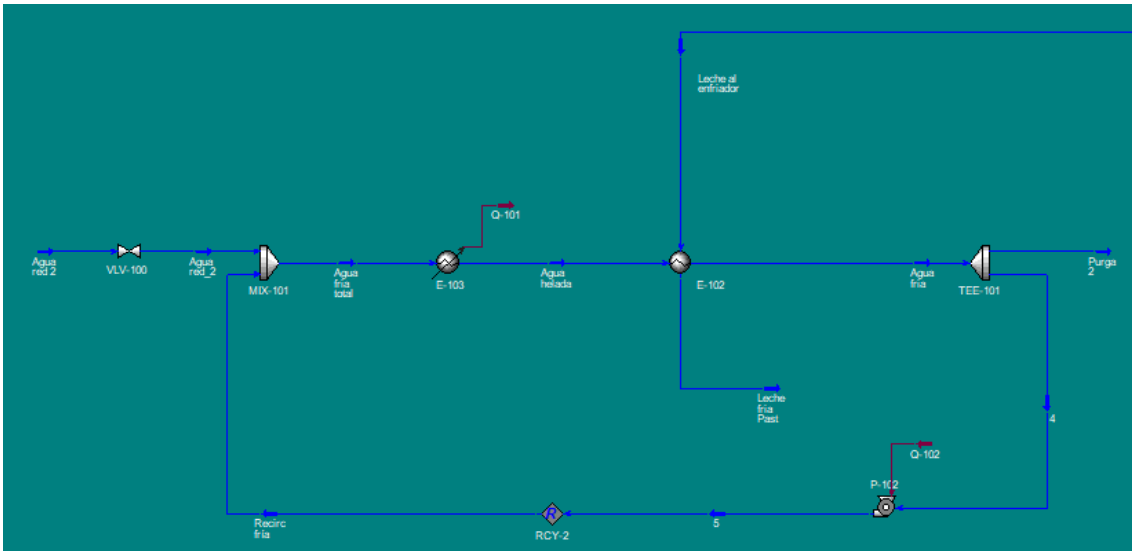 Leche al
enfriador
Q-101
Agua
red 2
VLV-100
Agua
red_2
MIX-101
Agua
fria
total
E-103
Agua
helada
E-102
Agua
fria
TEE-101
Purga
2
Leche
fria
Past
4
Q-102
P-102
Recirc
fria
R
RCY-2
5